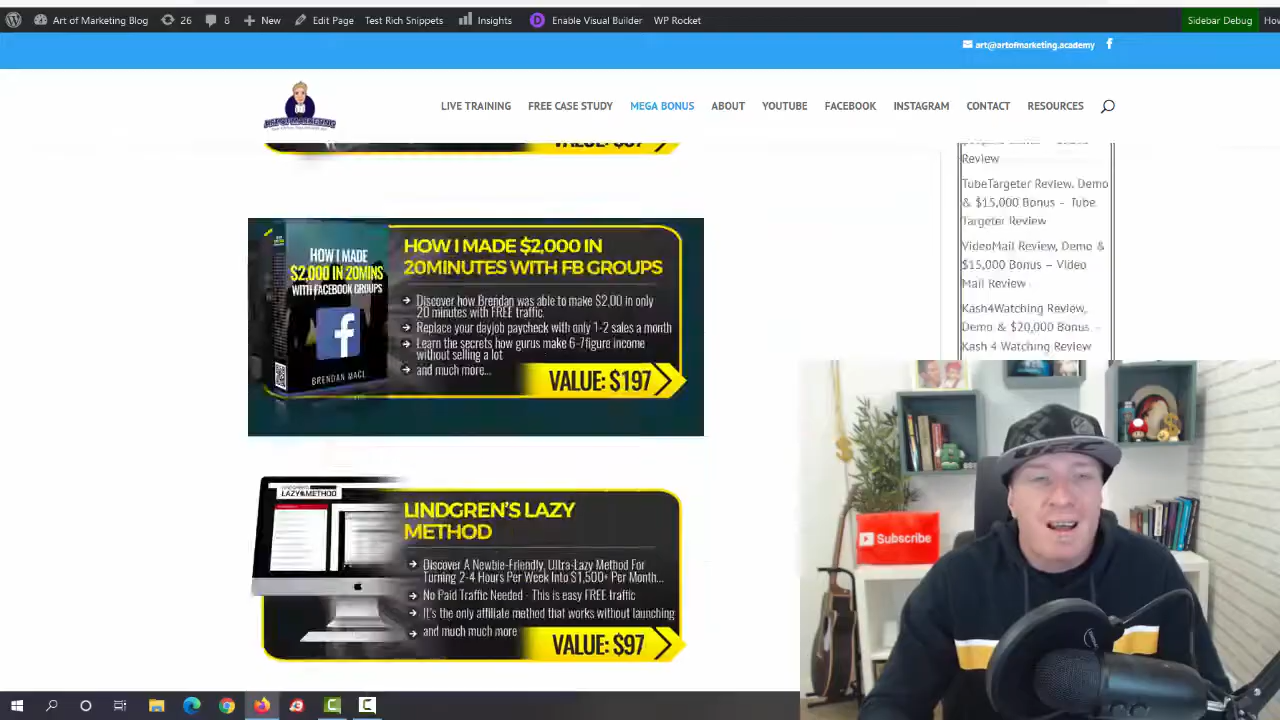 Art of Marketing Blog 26 8 New Edit Page Test Rich Snippets Insights Enable Visual Builder WP Rocket Sidebar Debug
art@artofmarketing.academy
LIVE TRAINING FREE CASE STUDY MEGA BONUS ABOUT YOUTUBE FACEBOOK INSTAGRAM CONTACT RESOURCES
Review
TubeTargeter Review, Demo
& $15,000 Bonus – Tube
Targeter Review
VideoMail Review, Demo &
$15,000 Bonus – Video
Mail Review
Kash4Watching Review,
Demo & $20,000 Bonus –
Kash 4 Watching Review
HOW I MADE
$2,000 IN 20MINS
WITH FACEBOOK GROUPS
BRENDAN MACE
HOW I MADE $2,000 IN
20MINUTES WITH FB GROUPS
Discover how Brendan was able to make $2,00 in only
20 minutes with FREE traffic.
Replace your dayjob paycheck with only 1-2 sales a month
Learn the secrets how gurus make 6-7figure income
without selling a lot
and much more...
VALUE: $197
LAZY METHOD
LINDGREN'S LAZY
METHOD
Discover A Newbie-Friendly, Ultra-Lazy Method For
Turning 2-4 Hours Per Week Into $1,500+ Per Month...
No Paid Traffic Needed - This is easy FREE traffic
It's the only affiliate method that works without launching
and much much more
VALUE: $97
Subscribe